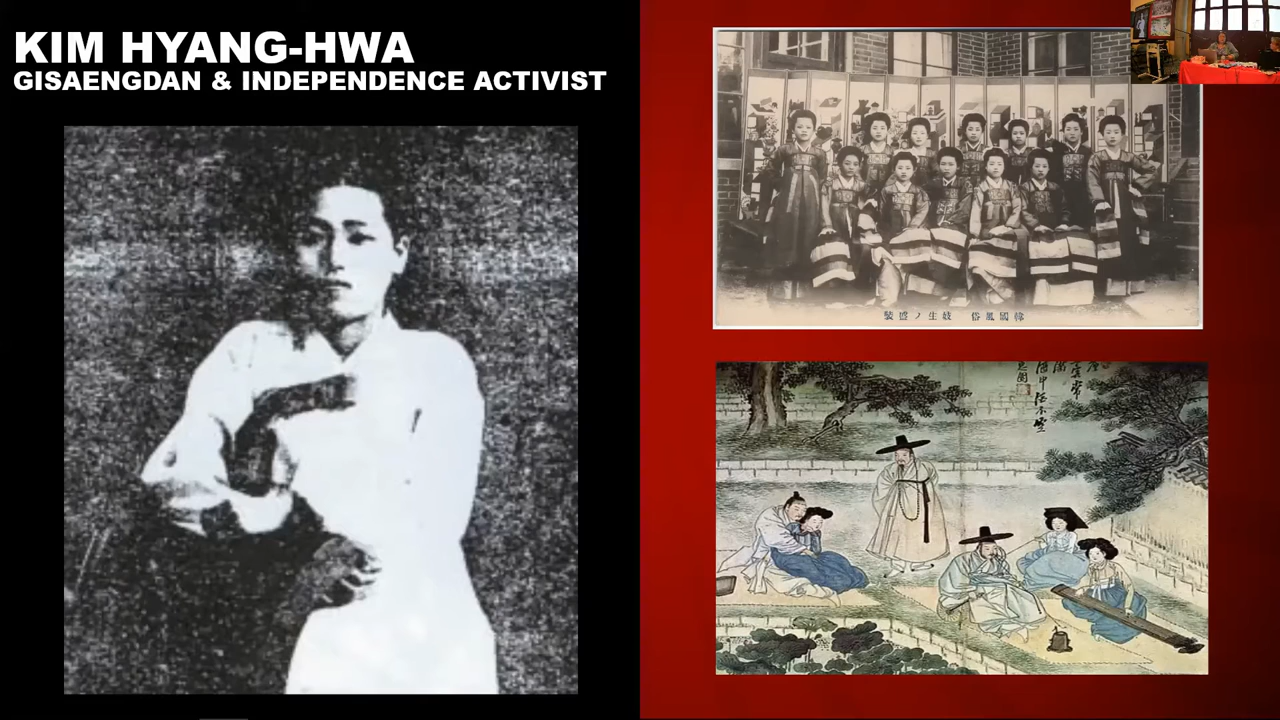 KIM HYANG-HWA
GISAENGDAN & INDEPENDENCE ACTIVIST
裝盛ノ生妓 俗風國韓